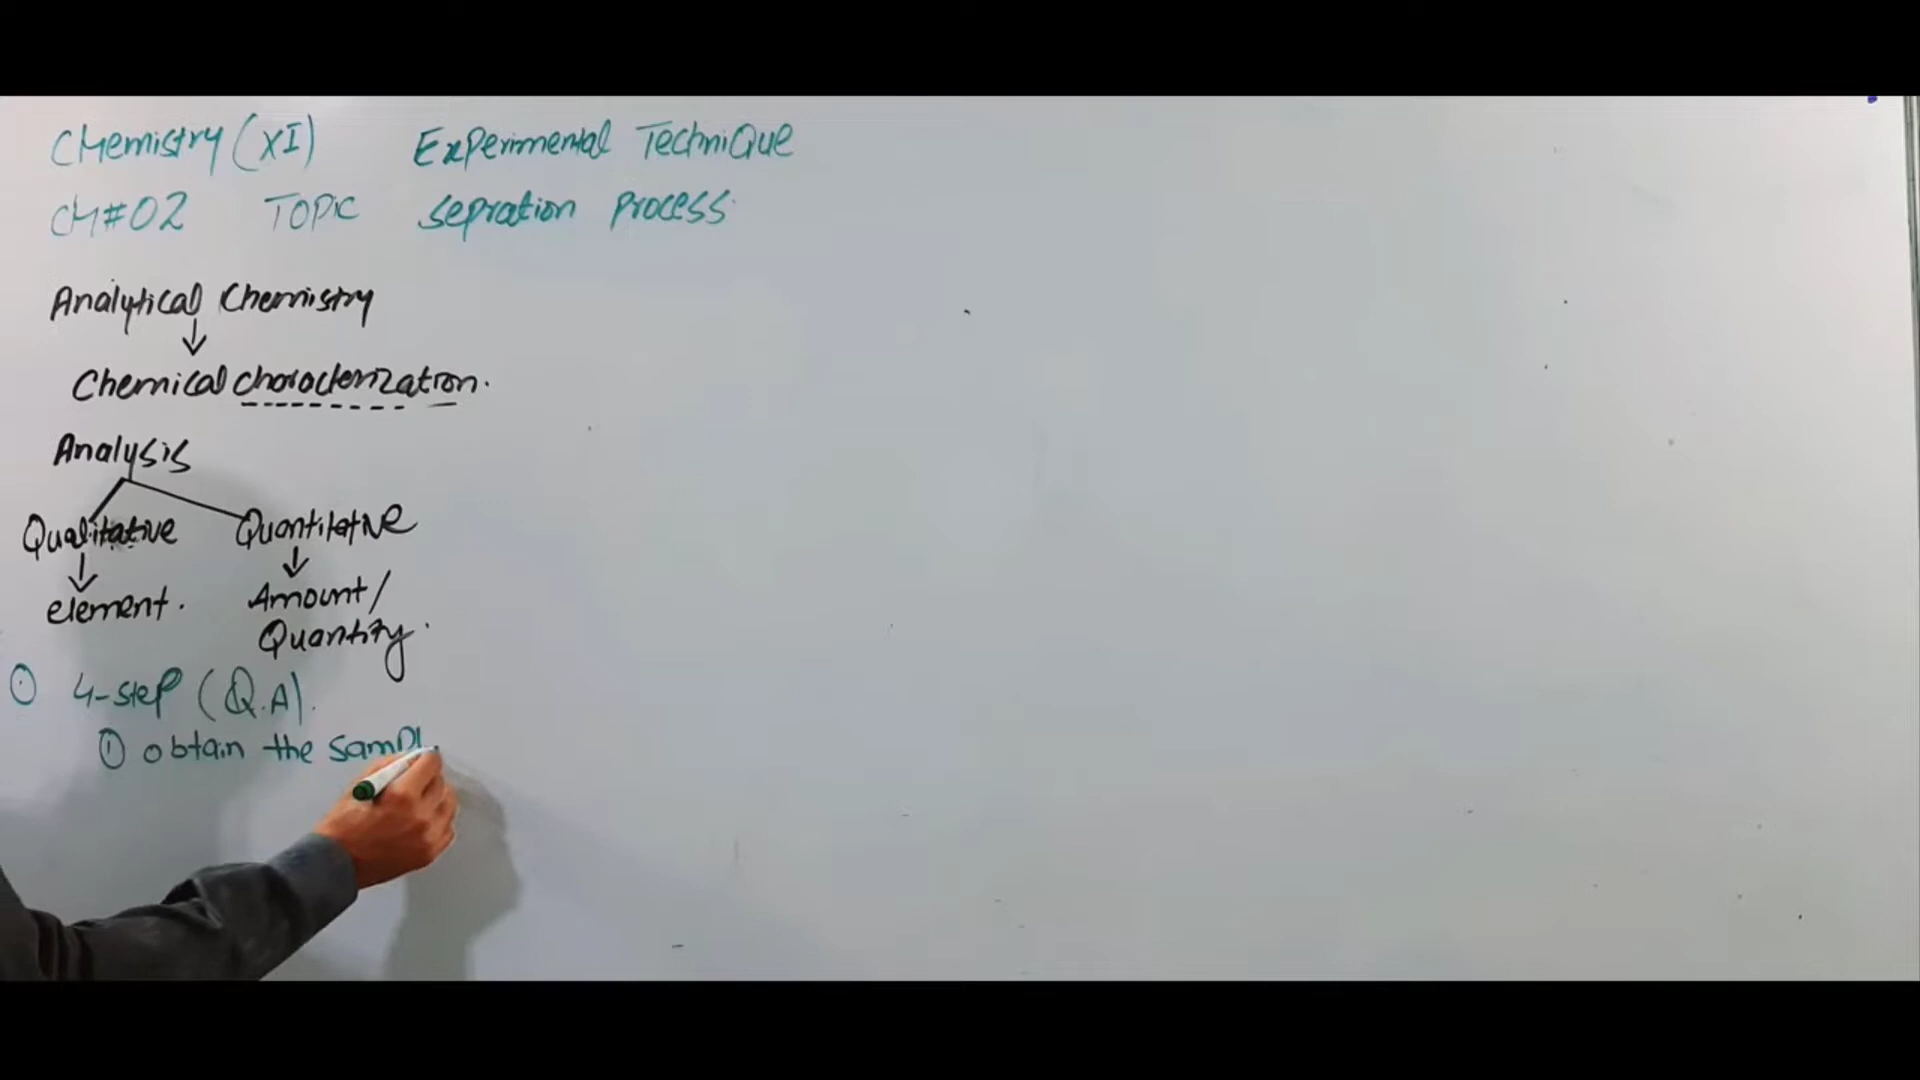 Chemistry (XI) Experimental Technique
CH#02 Topic sepration process
Analytical Chemistry
Chemical characterization.
Analysis
Qualitative Quantitative
element. Amount/
Quantity.
4-step (Q.A).
① obtain the sampl